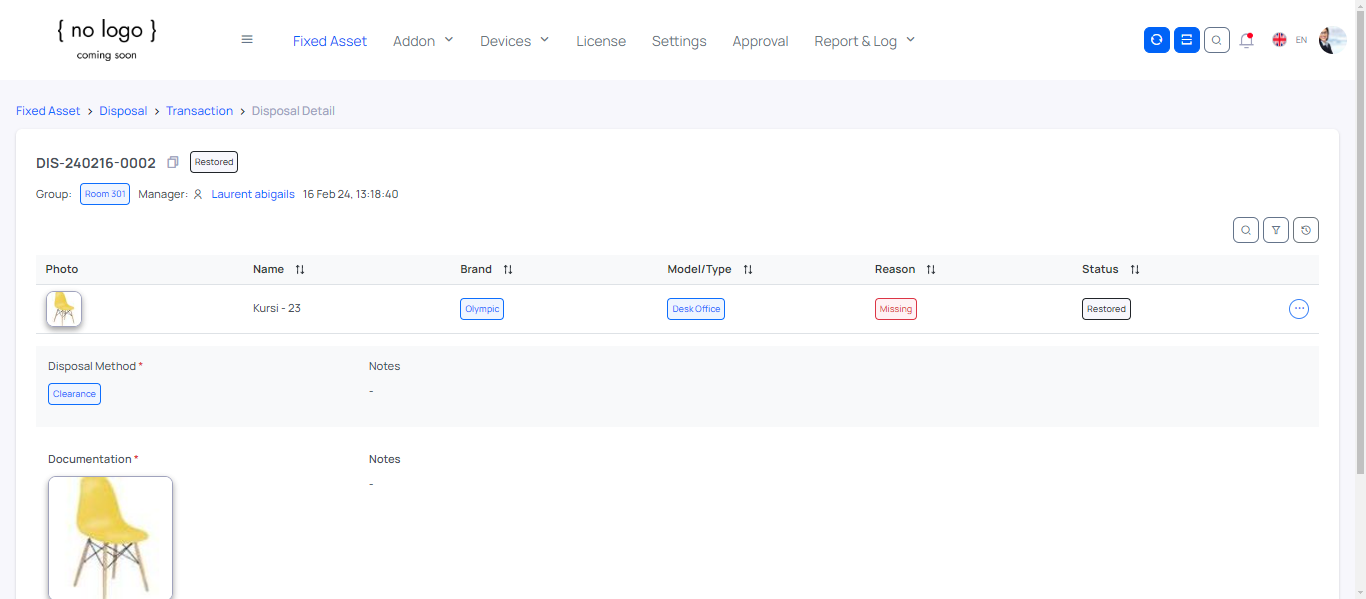 { no logo }
coming soon
Fixed Asset Addon Devices License Settings Approval Report & Log EN
Fixed Asset > Disposal > Transaction > Disposal Detail
DIS-240216-0002 Restored
Group: Room 301 Manager: Laurent abigails 16 Feb 24, 13:18:40
Photo Name Brand Model/Type Reason Status
Kursi - 23 Olympic Desk Office Missing Restored
Disposal Method * Notes
Clearance -
Documentation * Notes
-